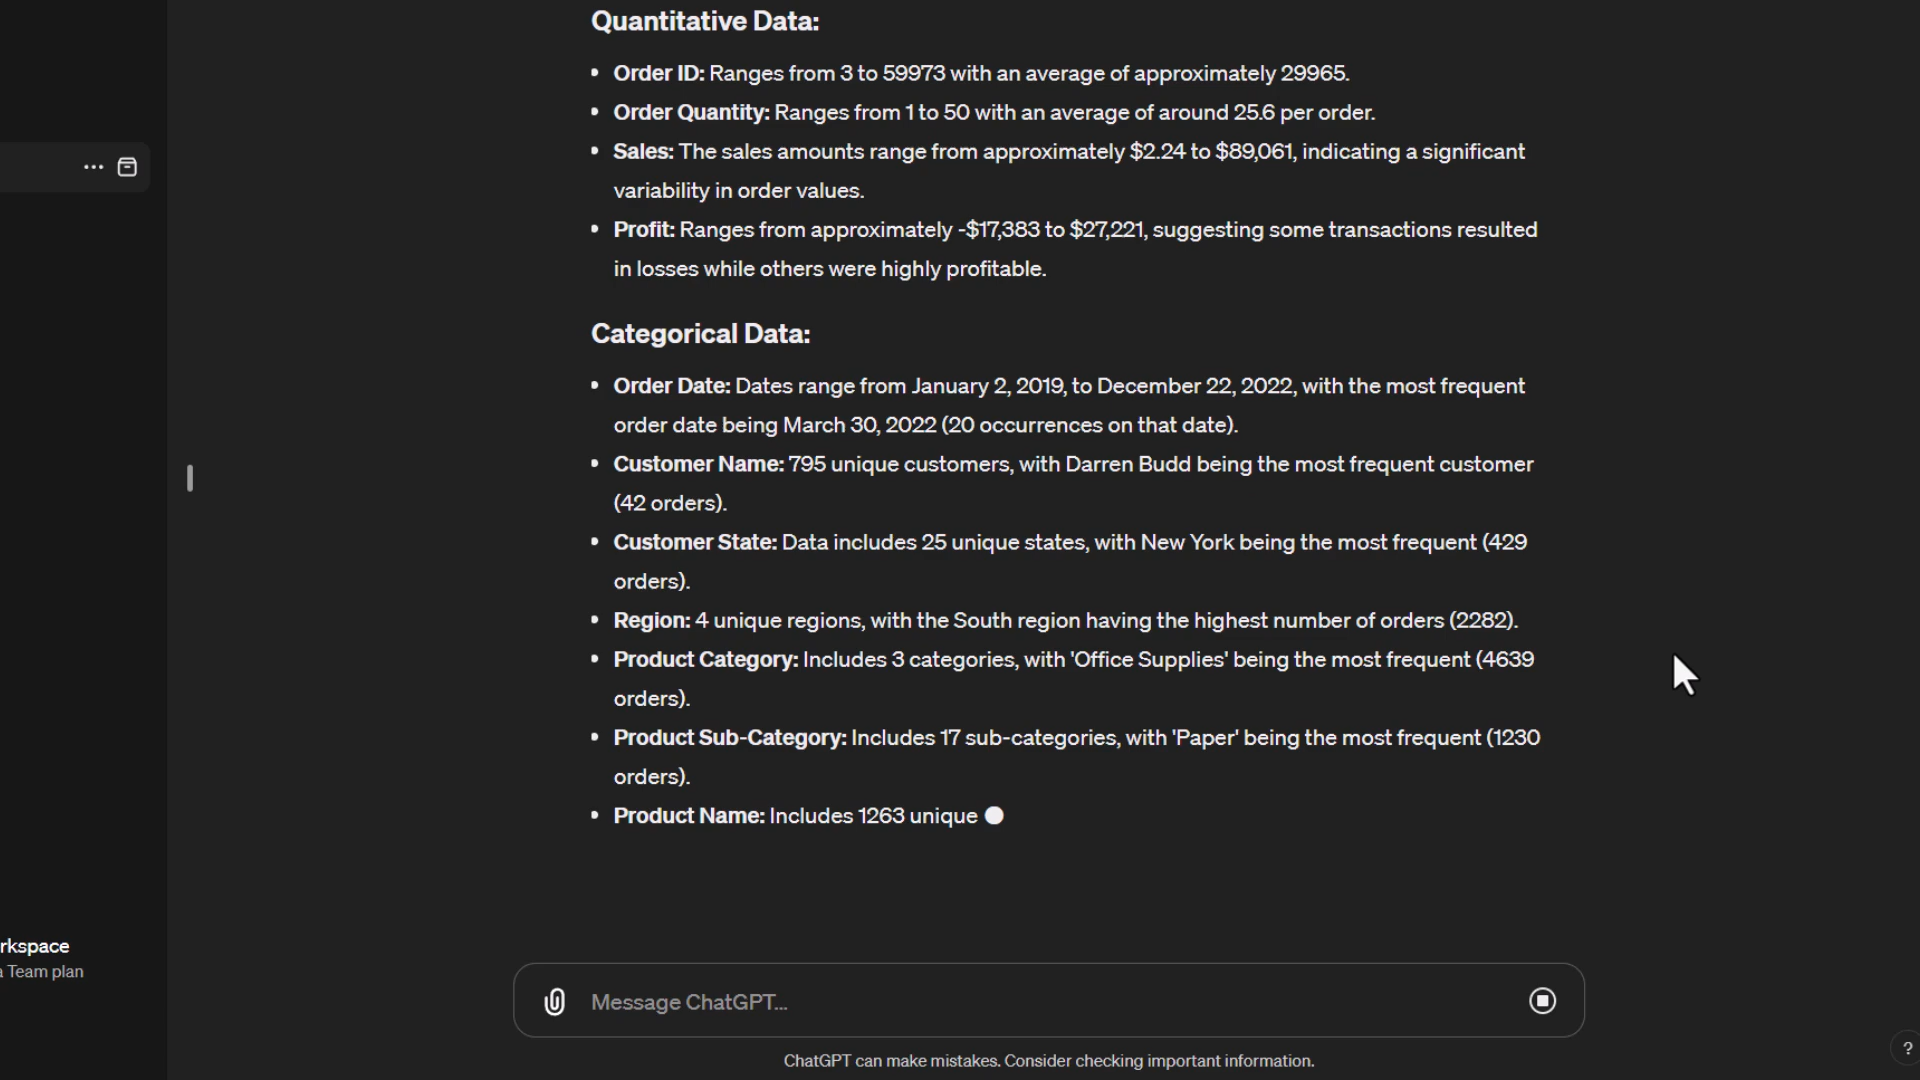 Quantitative Data:
• Order ID: Ranges from 3 to 59973 with an average of approximately 29965.
• Order Quantity: Ranges from 1 to 50 with an average of around 25.6 per order.
• Sales: The sales amounts range from approximately $2.24 to $89,061, indicating a significant
variability in order values.
• Profit: Ranges from approximately -$17,383 to $27,221, suggesting some transactions resulted
in losses while others were highly profitable.
Categorical Data:
• Order Date: Dates range from January 2, 2019, to December 22, 2022, with the most frequent
order date being March 30, 2022 (20 occurrences on that date).
• Customer Name: 795 unique customers, with Darren Budd being the most frequent customer
(42 orders).
• Customer State: Data includes 25 unique states, with New York being the most frequent (429
orders).
• Region: 4 unique regions, with the South region having the highest number of orders (2282).
• Product Category: Includes 3 categories, with 'Office Supplies' being the most frequent (4639
orders).
• Product Sub-Category: Includes 17 sub-categories, with 'Paper' being the most frequent (1230
orders).
• Product Name: Includes 1263 unique
rkspace
a Team plan
Message ChatGPT...
ChatGPT can make mistakes. Consider checking important information.
?